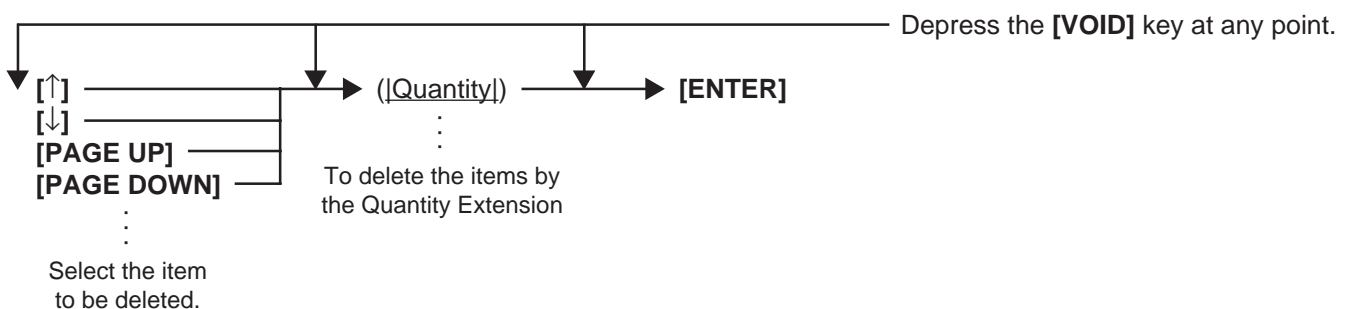 Depress the [VOID] key at any point.
[↑]
[↓]
[PAGE UP]
[PAGE DOWN]
(|Quantity|)
[ENTER]
To delete the items by
the Quantity Extension
Select the item
to be deleted.